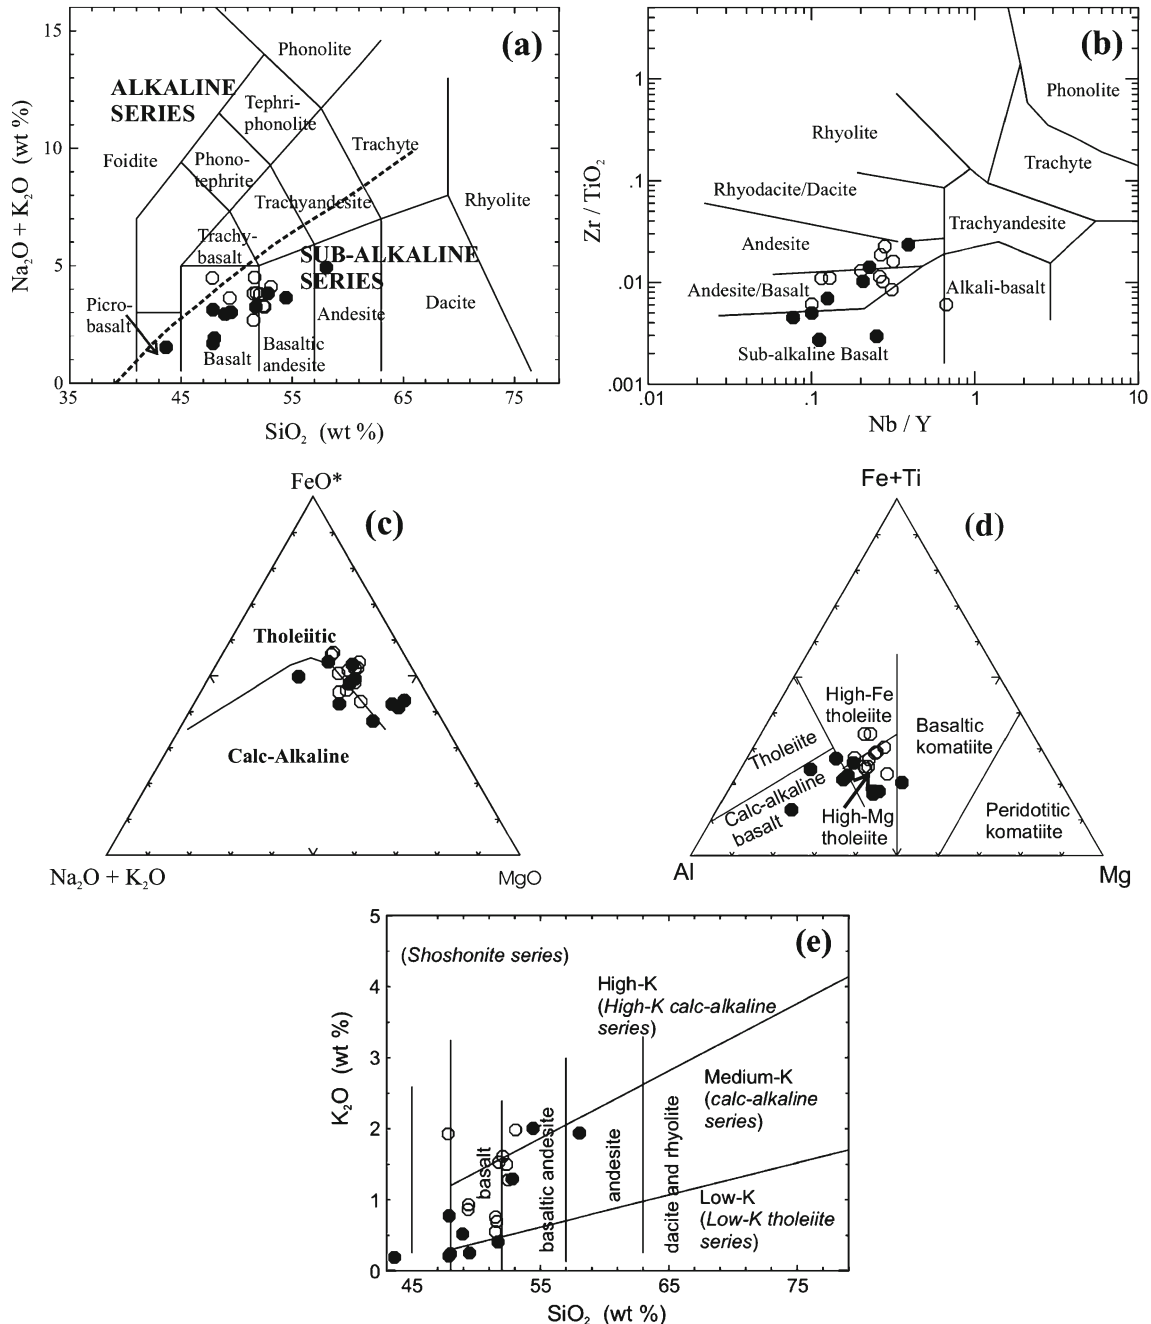 (a)
15
10
5
0
35
45
55
65
75
Na₂O + K₂O (wt %)
SiO₂ (wt %)
Phonolite
ALKALINE
SERIES
Tephri-
phonolite
Trachyte
Foidite
Phono-
tephrite
Trachyandesite
Rhyolite
Trachy-
basalt
SUB-ALKALINE
SERIES
Picro-
basalt
Andesite
Dacite
Basalt
Basaltic
andesite
(b)
1
.1
.01
.001
.01
.1
1
10
Zr / TiO₂
Nb / Y
Phonolite
Rhyolite
Trachyte
Rhyodacite/Dacite
Trachyandesite
Andesite
Andesite/Basalt
Alkali-basalt
Sub-alkaline Basalt
FeO*
(c)
Tholeiitic
Calc-Alkaline
Na₂O + K₂O
MgO
Fe+Ti
(d)
High-Fe
tholeiite
Basaltic
komatiite
Tholeiite
Calc-alkaline
basalt
High-Mg
tholeiite
Peridotitic
komatiite
Al
Mg
(e)
5
4
3
2
1
0
45
55
65
75
K₂O (wt %)
SiO₂ (wt %)
(Shoshonite series)
High-K
(High-K calc-alkaline
series)
Medium-K
(calc-alkaline
series)
Low-K
(Low-K tholeiite
series)
basalt
basaltic andesite
andesite
dacite and rhyolite